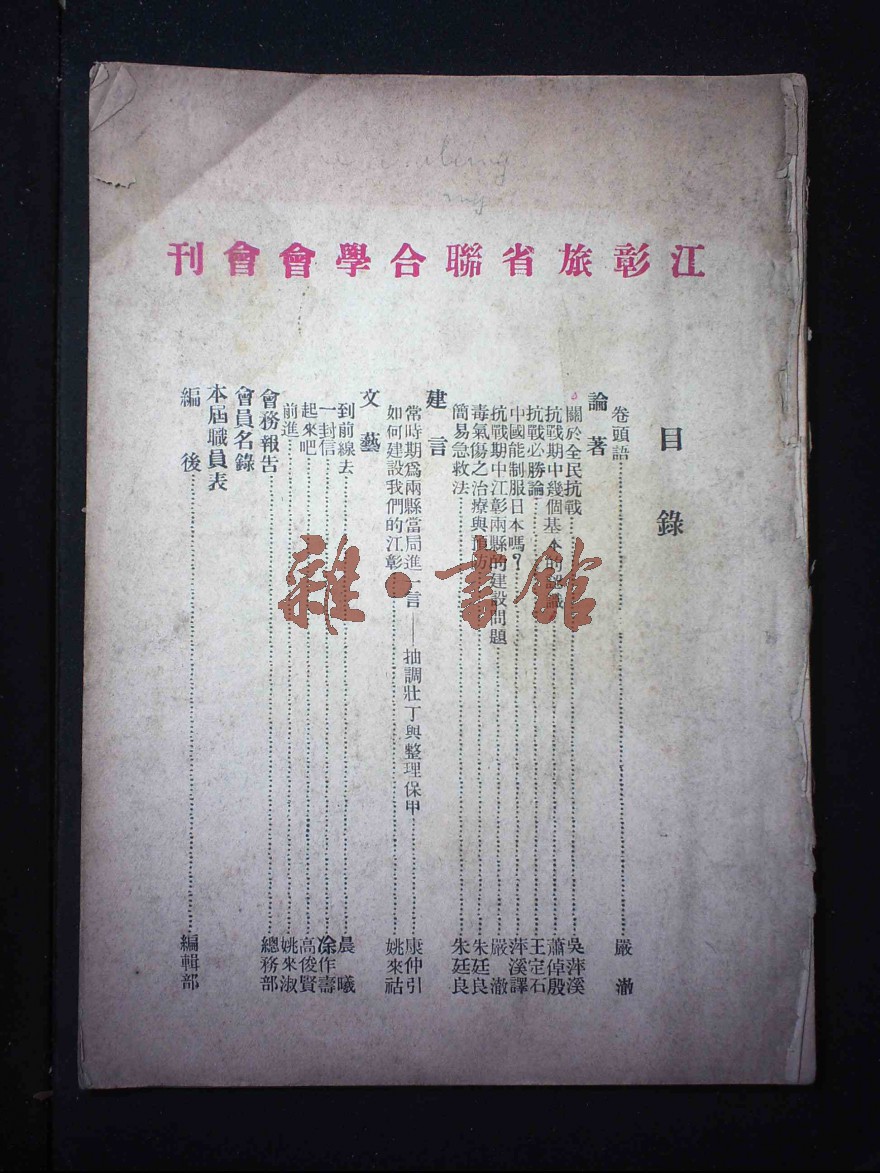 江彰旅省聯合學會會刊
目錄
卷頭語……嚴澈
論著
關於全民抗戰……吳萍溪
抗戰期中幾個基本的認識……蕭倬殷
抗戰必勝論……王定石
中國能制服日本嗎？……萍溪譯
抗戰期中江彰兩縣的建設問題……嚴澈
毒氣傷之治療與預防……朱廷良
簡易急救法……朱廷良
建言
常時期為兩縣當局進一言——抽調壯丁與整理保甲……康仲引
如何建設我們的江彰……姚來祜
文藝
到前線去……晨曦
一封信……凃作壽
起來吧……高俊賢
前進……姚來淑
會務報告……總務部
會員名錄
本屆職員表
編後……編輯部
雜·書館